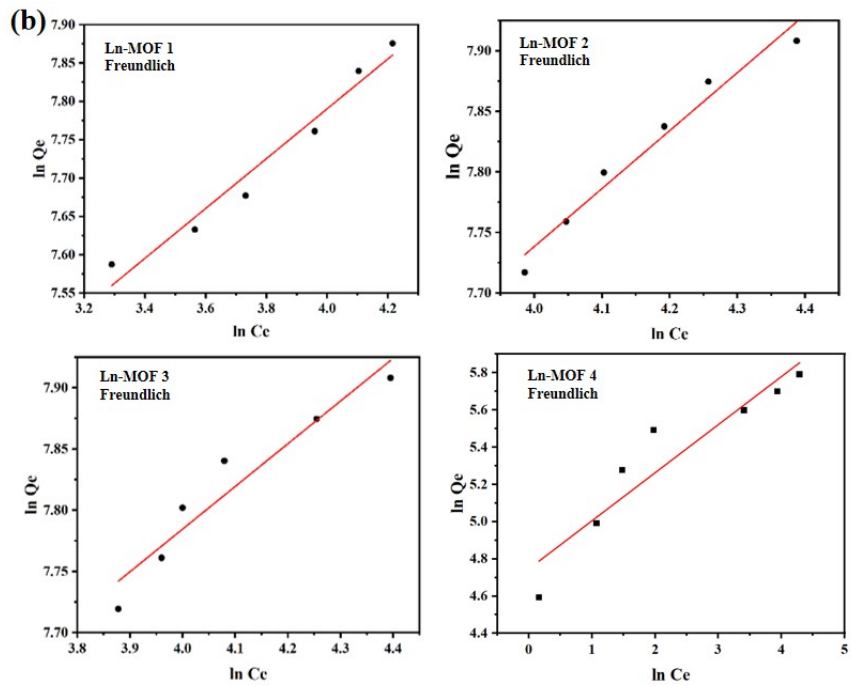 (b)
Ln-MOF 1
Freundlich
ln Qe
7.90
7.85
7.80
7.75
7.70
7.65
7.60
7.55
3.2 3.4 3.6 3.8 4.0 4.2
ln Ce
Ln-MOF 2
Freundlich
ln Qe
7.90
7.85
7.80
7.75
7.70
4.0 4.1 4.2 4.3 4.4
ln Ce
Ln-MOF 3
Freundlich
ln Qe
7.90
7.85
7.80
7.75
7.70
3.8 3.9 4.0 4.1 4.2 4.3 4.4
ln Ce
Ln-MOF 4
Freundlich
ln Qe
5.8
5.6
5.4
5.2
5.0
4.8
4.6
4.4
0 1 2 3 4 5
ln Ce